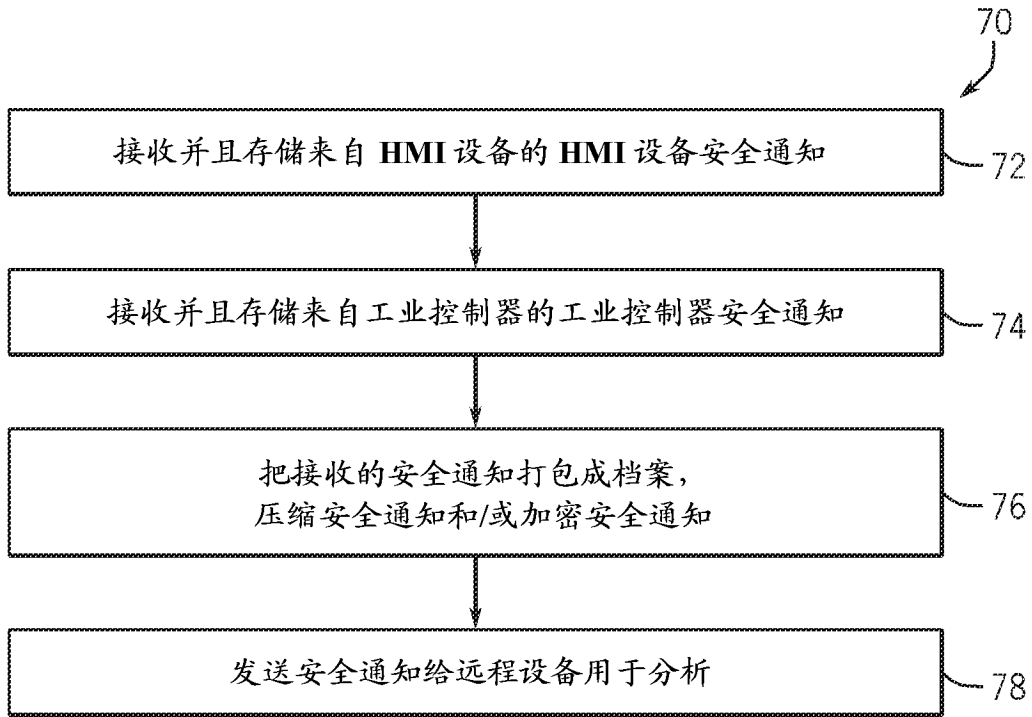 70
接收并且存储来自 HMI 设备的 HMI 设备安全通知
72
接收并且存储来自工业控制器的工业控制器安全通知
74
把接收的安全通知打包成档案，
压缩安全通知和/或加密安全通知
76
发送安全通知给远程设备用于分析
78